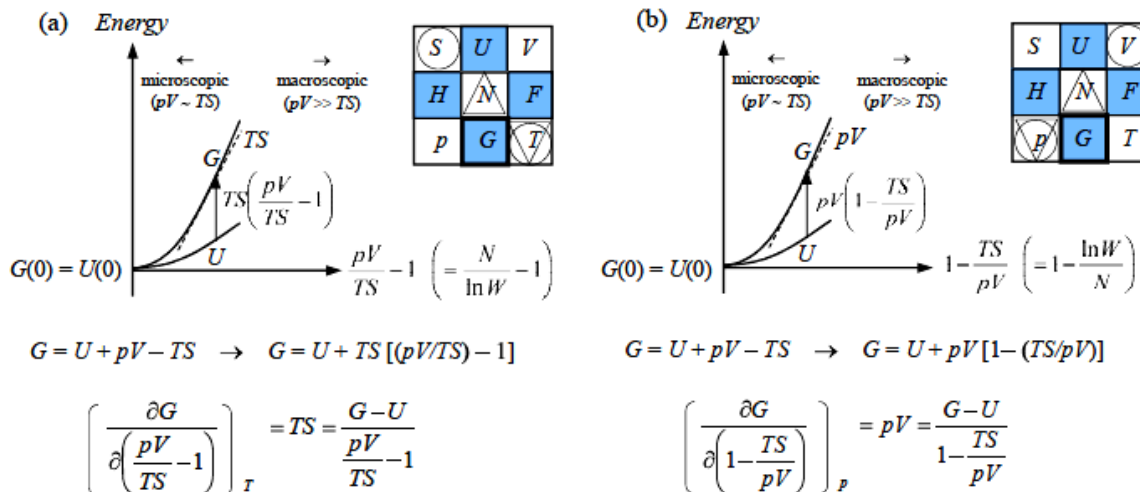 (a) Energy
← microscopic (pV ~ TS)
→ macroscopic (pV >> TS)
S U V
H N F
p G T
TS
G
TS(pV/TS − 1)
U
G(0) = U(0)
pV/TS − 1 (= N/ln W − 1)
G = U + pV − TS → G = U + TS [(pV/TS) − 1]
[∂G/∂(pV/TS − 1)]_T = TS = (G − U)/(pV/TS − 1)
(b) Energy
← microscopic (pV ~ TS)
→ macroscopic (pV >> TS)
S U V
H N F
p G T
pV
G
pV(1 − TS/pV)
U
G(0) = U(0)
1 − TS/pV (= 1 − ln W/N)
G = U + pV − TS → G = U + pV [1 − (TS/pV)]
[∂G/∂(1 − TS/pV)]_p = pV = (G − U)/(1 − TS/pV)